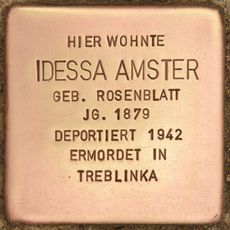 HIER WOHNTE
IDESSA AMSTER
GEB. ROSENBLATT
JG. 1879
DEPORTIERT 1942
ERMORDET IN
TREBLINKA